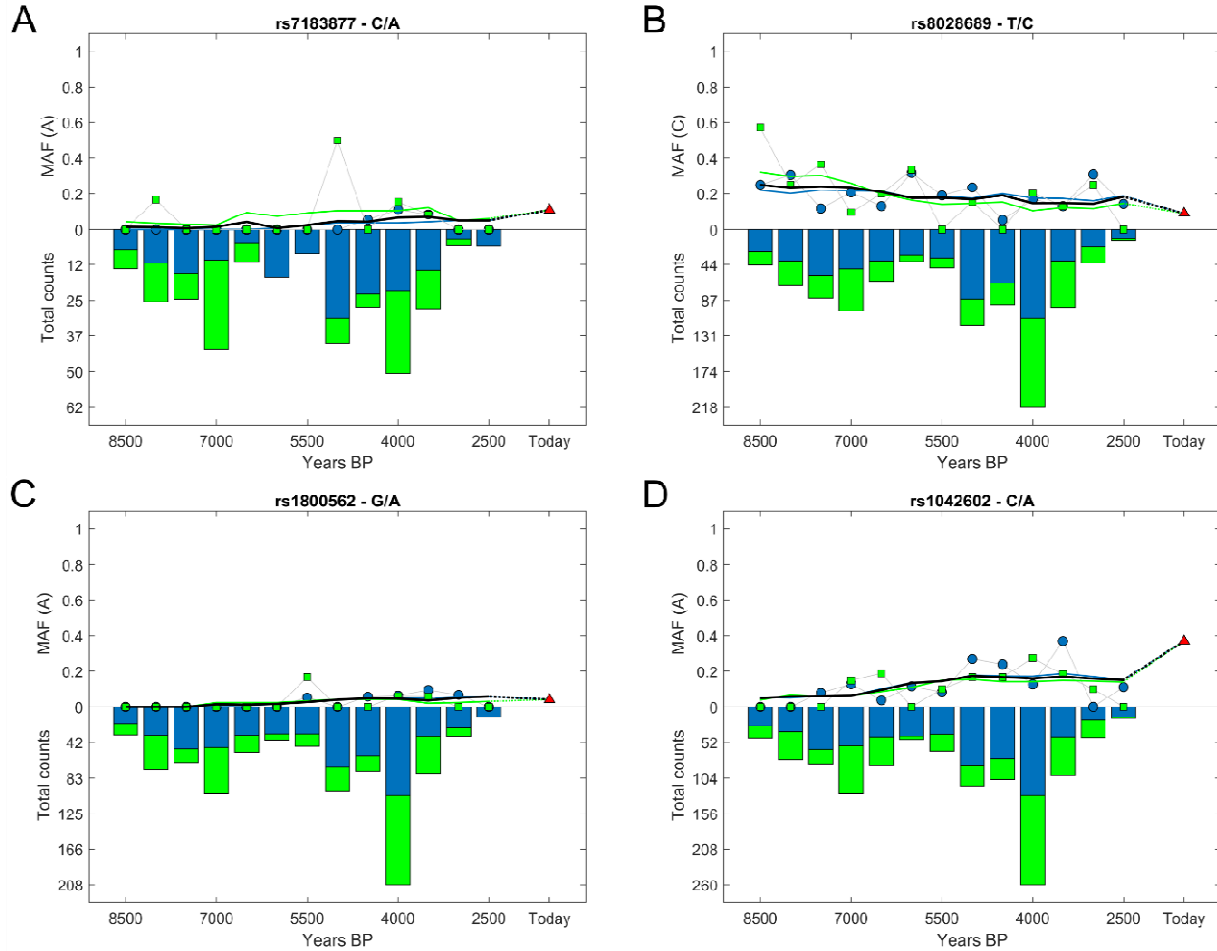 A
rs7183877 - C/A
1
0.8
0.6
0.4
0.2
0
12
25
37
50
62
MAF (A)
Total counts
8500 7000 5500 4000 2500 Today
Years BP
B
rs8028689 - T/C
1
0.8
0.6
0.4
0.2
0
44
87
131
174
218
MAF (C)
Total counts
8500 7000 5500 4000 2500 Today
Years BP
C
rs1800562 - G/A
1
0.8
0.6
0.4
0.2
0
42
83
125
166
208
MAF (A)
Total counts
8500 7000 5500 4000 2500 Today
Years BP
D
rs1042602 - C/A
1
0.8
0.6
0.4
0.2
0
52
104
156
208
260
MAF (A)
Total counts
8500 7000 5500 4000 2500 Today
Years BP